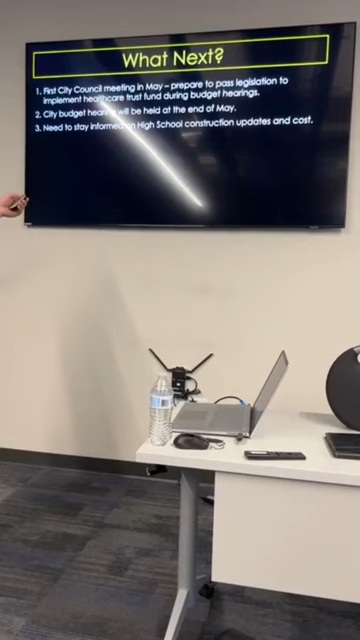 What Next?
1. First City Council meeting in May – prepare to pass legislation to
implement healthcare trust fund during budget hearings.
2. City budget hearing will be held at the end of May.
3. Need to stay informed on High School construction updates and cost.